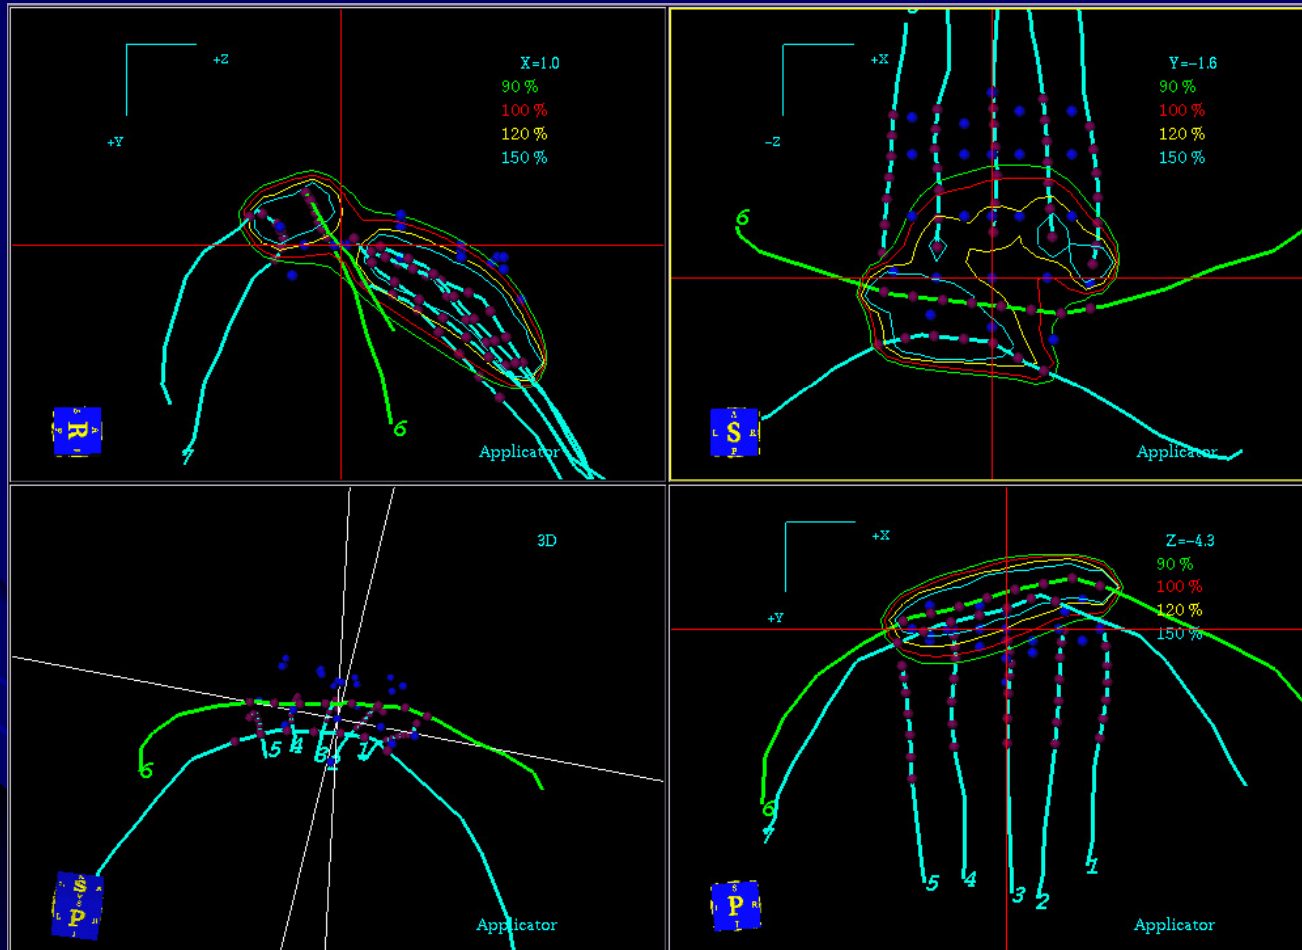 +Z
X=1.0
90 %
100 %
120 %
150 %
+Y
6
7
R
Applicator
+X
Y=-1.6
90 %
100 %
120 %
150 %
-Z
6
S
L
P
Applicator
3D
5
4
1
6
S
P
Applicator
+X
Z=-4.3
90 %
100 %
120 %
150 %
+Y
6
7
5
4
3
2
1
P
L
Applicator